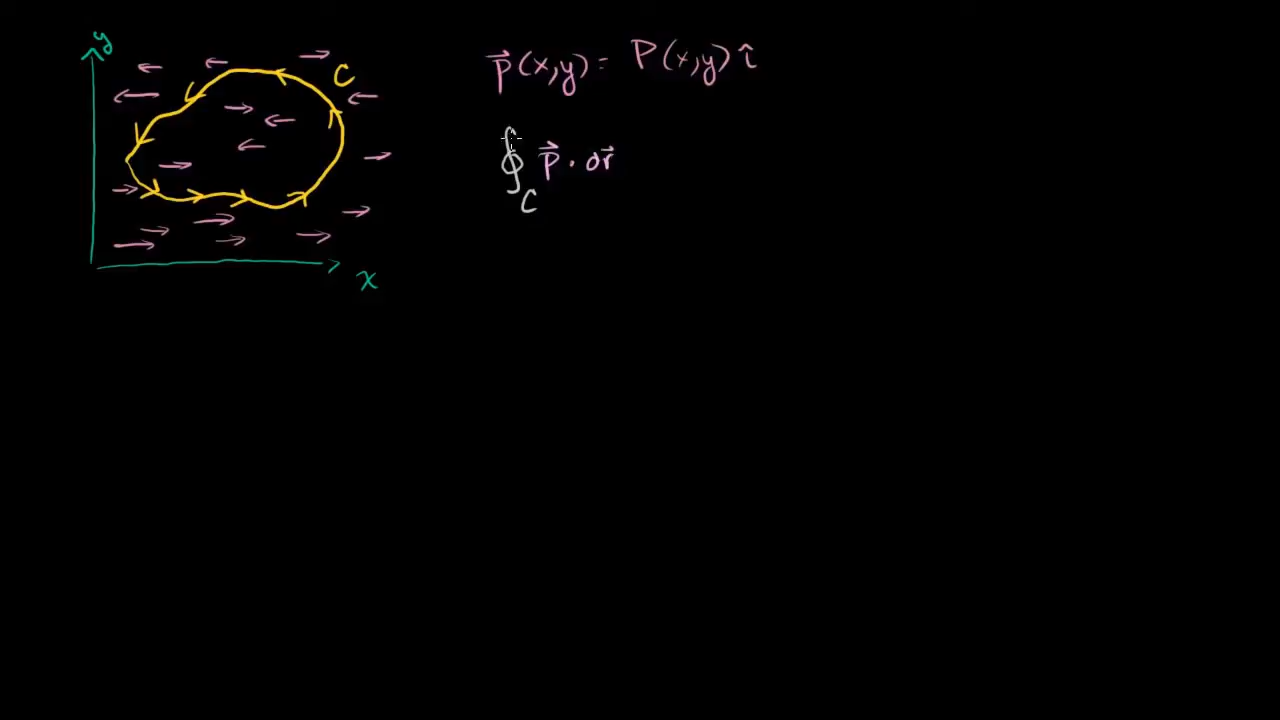 y
C
x
p⃗(x,y) = P(x,y) î
∮_C p⃗ · dr⃗